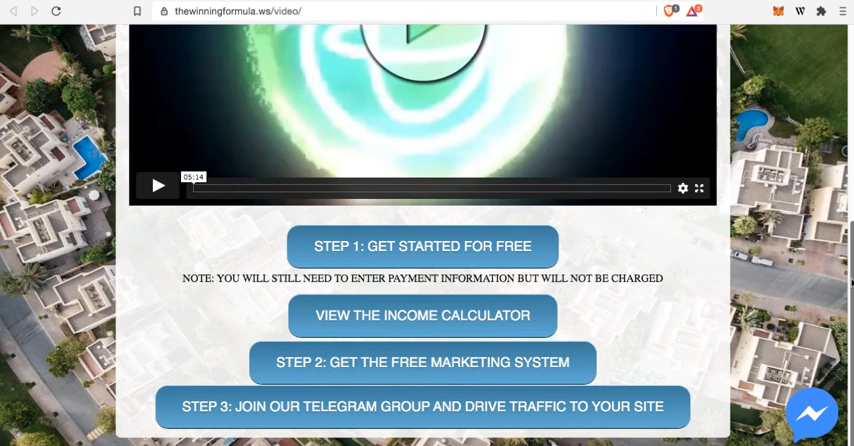 thewinningformula.ws/video/
1
2
05:14
STEP 1: GET STARTED FOR FREE
NOTE: YOU WILL STILL NEED TO ENTER PAYMENT INFORMATION BUT WILL NOT BE CHARGED
VIEW THE INCOME CALCULATOR
STEP 2: GET THE FREE MARKETING SYSTEM
STEP 3: JOIN OUR TELEGRAM GROUP AND DRIVE TRAFFIC TO YOUR SITE